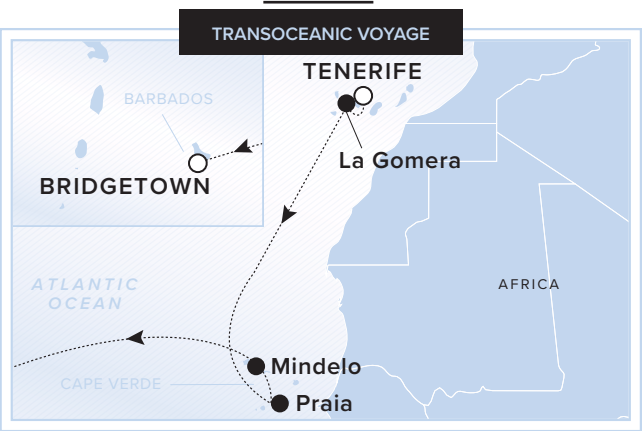 TRANSOCEANIC VOYAGE
TENERIFE
BARBADOS
La Gomera
BRIDGETOWN
ATLANTIC
OCEAN
AFRICA
Mindelo
CAPE VERDE
Praia